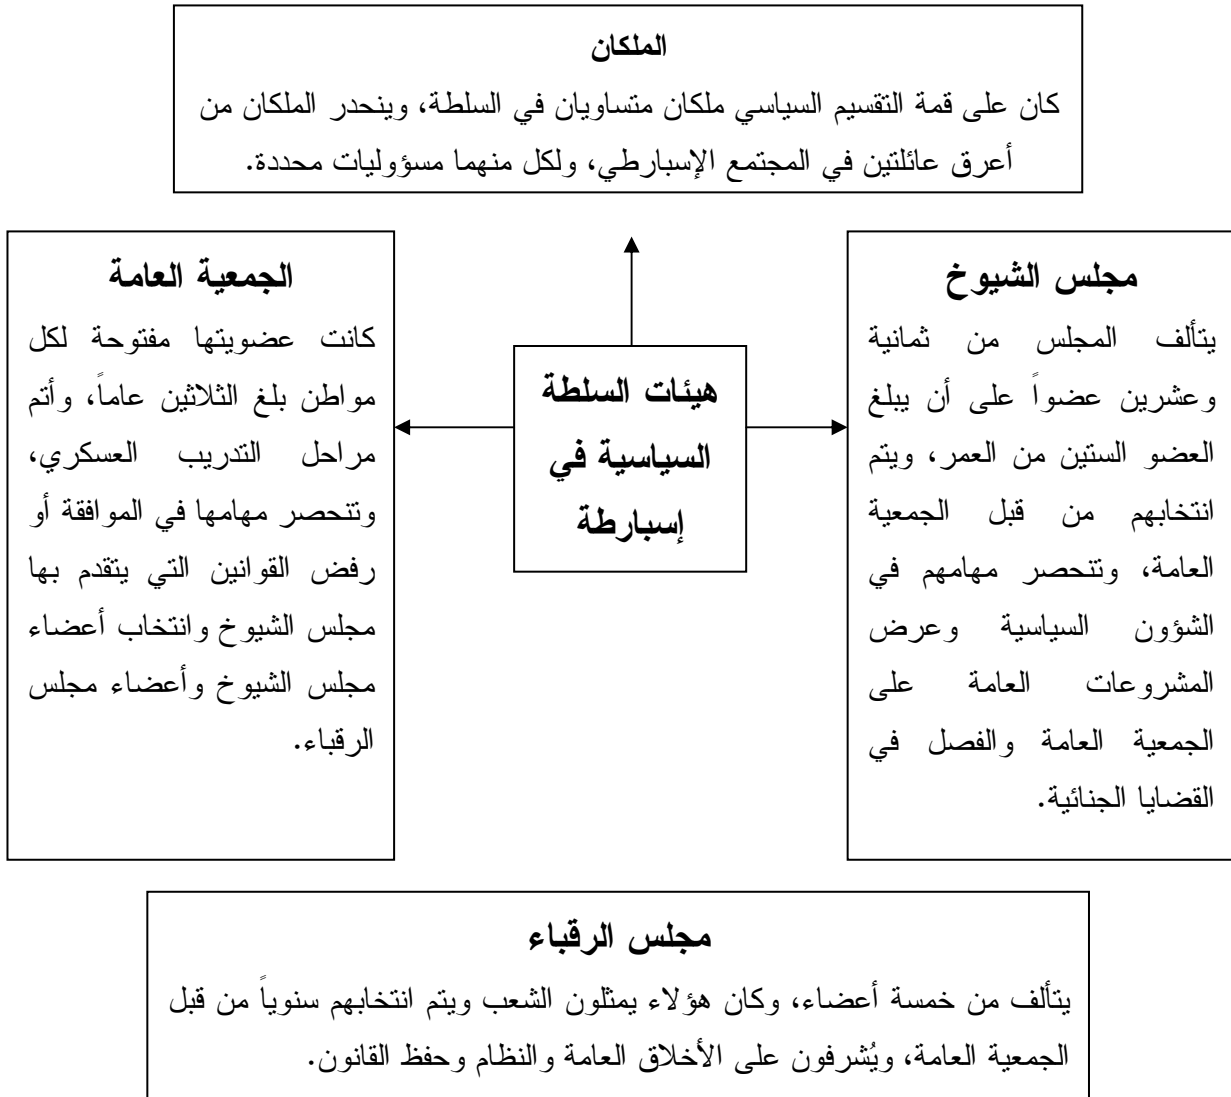 الملكان
كان على قمة التقسيم السياسي ملكان متساويان في السلطة، وينحدر الملكان من
أعرق عائلتين في المجتمع الإسبارطي، ولكل منهما مسؤوليات محددة.
مجلس الشيوخ
يتألف المجلس من ثمانية
وعشرين عضواً على أن يبلغ
العضو الستين من العمر، ويتم
انتخابهم من قبل الجمعية
العامة، وتتحصر مهامهم في
الشؤون السياسية وعرض
المشروعات العامة على
الجمعية العامة والفصل في
القضايا الجنائية.
هيئات السلطة
السياسية في
إسبارطة
الجمعية العامة
كانت عضويتها مفتوحة لكل
مواطن بلغ الثلاثين عاماً، وأتم
مراحل التدريب العسكري،
وتتحصر مهامها في الموافقة أو
رفض القوانين التي يتقدم بها
مجلس الشيوخ وانتخاب أعضاء
مجلس الشيوخ وأعضاء مجلس
الرقباء.
مجلس الرقباء
يتألف من خمسة أعضاء، وكان هؤلاء يمثلون الشعب ويتم انتخابهم سنوياً من قبل
الجمعية العامة، ويُشرفون على الأخلاق العامة والنظام وحفظ القانون.